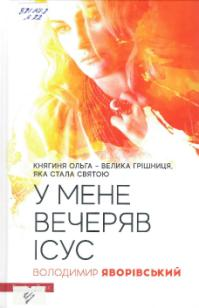 КНЯГИНЯ ОЛЬГА – ВЕЛИКА ГРІШНИЦЯ,
ЯКА СТАЛА СВЯТОЮ
У МЕНЕ
ВЕЧЕРЯВ
ІСУС
ВОЛОДИМИР ЯВОРІВСЬКИЙ